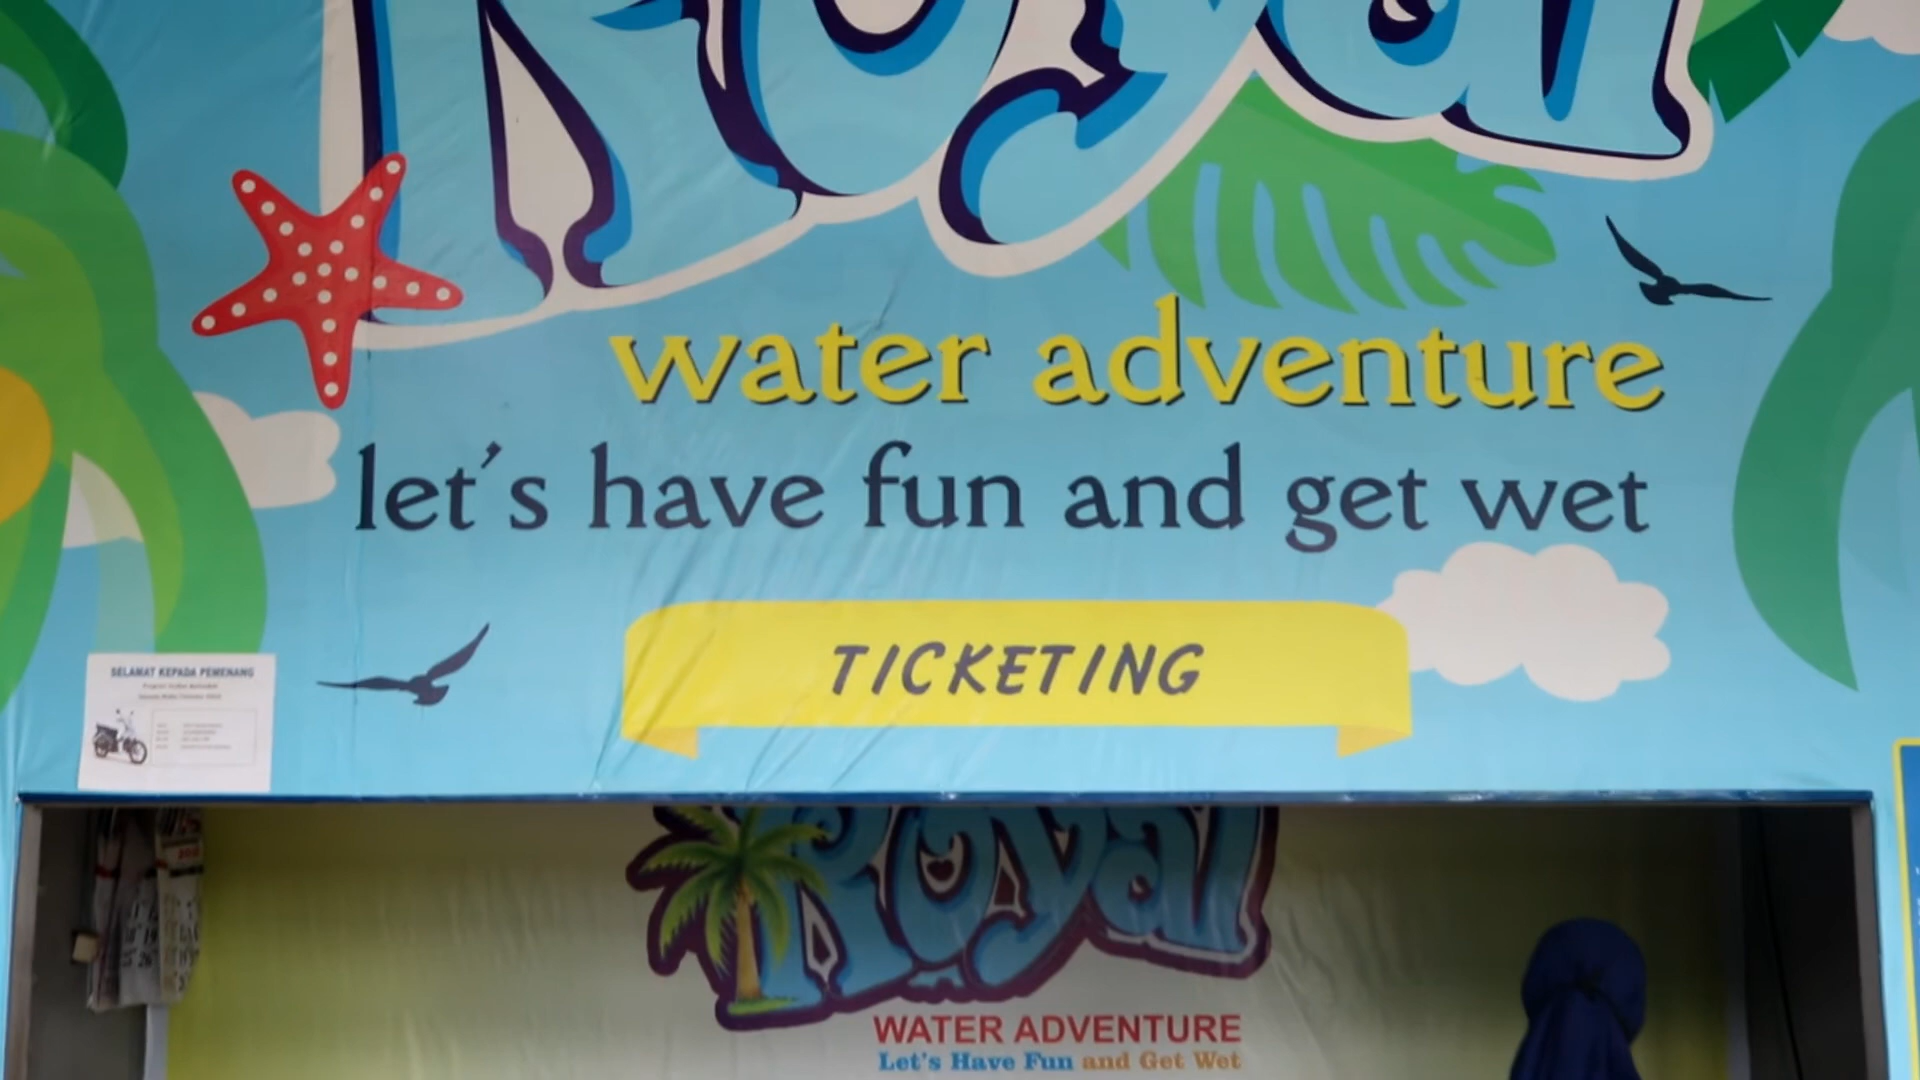 Royal
water adventure
let's have fun and get wet
TICKETING
SELAMAT KEPADA PEMENANG
Royal
WATER ADVENTURE
Let's Have Fun and Get Wet